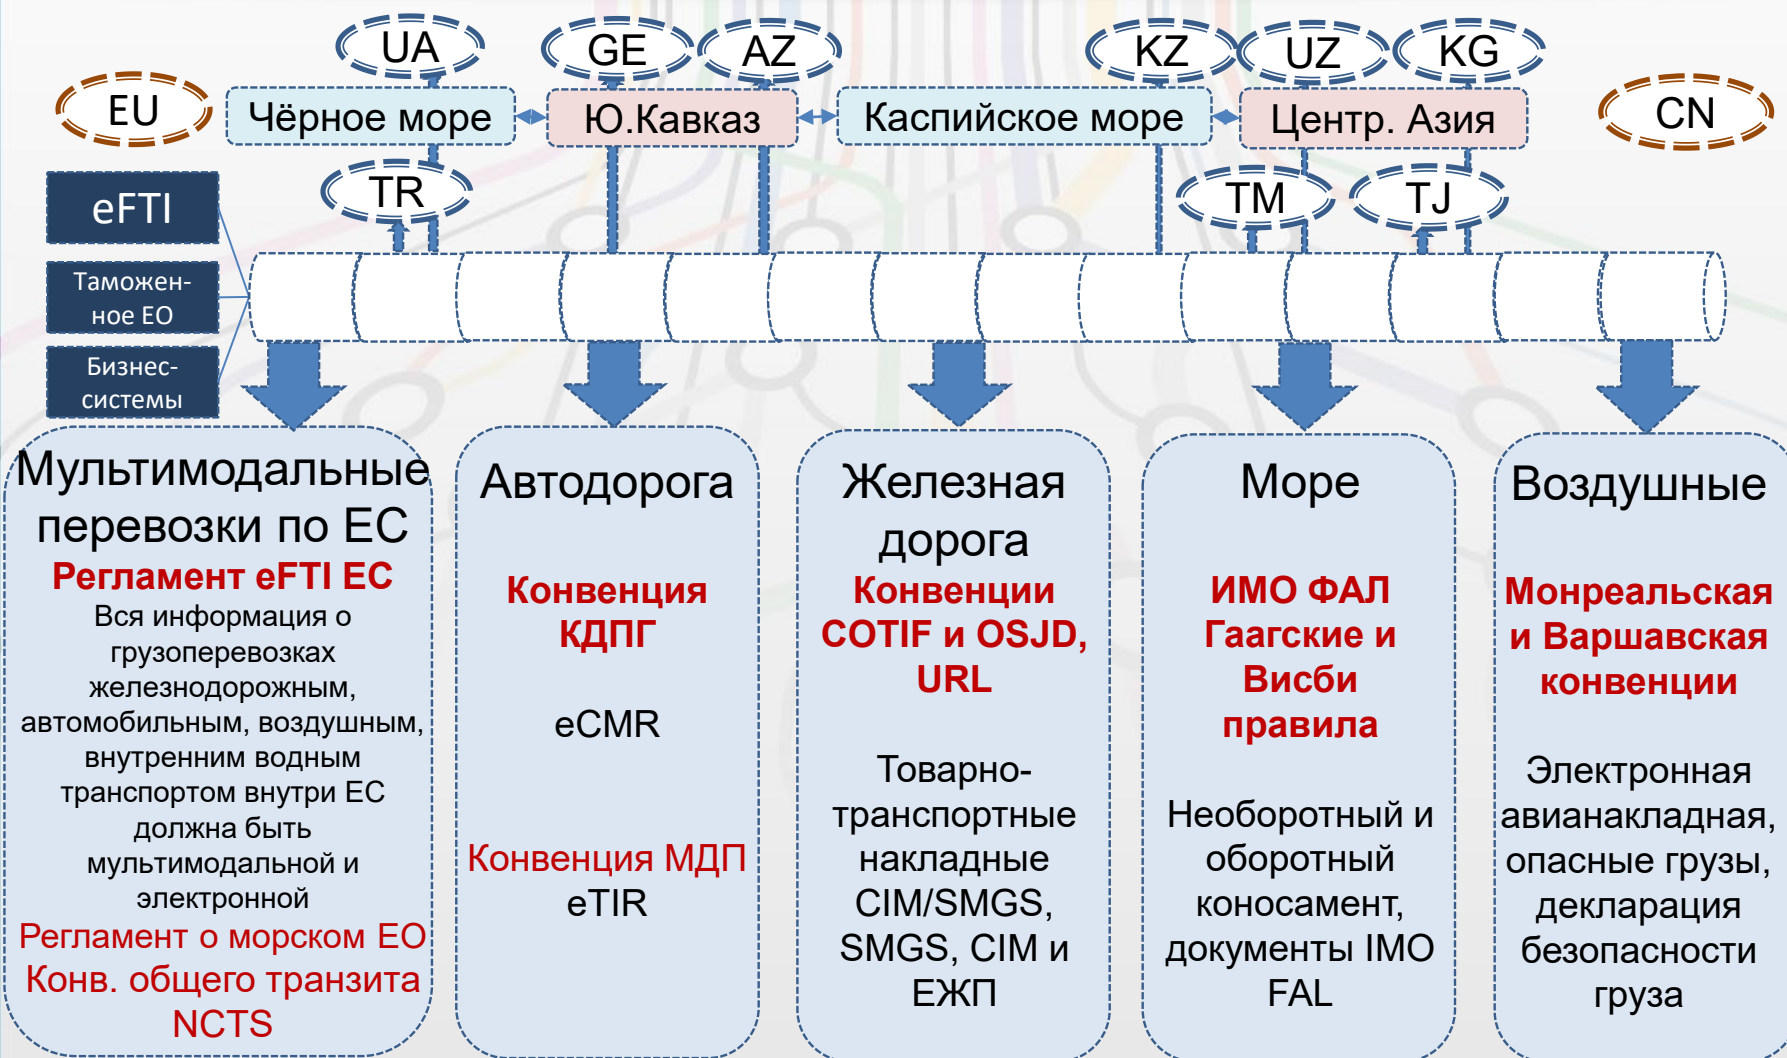 UA
GE
AZ
KZ
UZ
KG
EU
Чёрное море
Ю.Кавказ
Каспийское море
Центр. Азия
CN
TR
TM
TJ
eFTI
Таможен-
ное ЕО
Бизнес-
системы
Мультимодальные
перевозки по ЕС
Регламент eFTI ЕС
Вся информация о
грузоперевозках
железнодорожным,
автомобильным, воздушным,
внутренним водным
транспортом внутри ЕС
должна быть
мультимодальной и
электронной
Регламент о морском ЕО
Конв. общего транзита
NCTS
Автодорога
Конвенция
КДПГ
eCMR
Конвенция МДП
eTIR
Железная
дорога
Конвенции
COTIF и OSJD,
URL
Товарно-
транспортные
накладные
CIM/SMGS,
SMGS, CIM и
ЕЖП
Море
ИМО ФАЛ
Гаагские и
Висби
правила
Необоротный и
оборотный
коносамент,
документы IMO
FAL
Воздушные
Монреальская
и Варшавская
конвенции
Электронная
авианакладная,
опасные грузы,
декларация
безопасности
груза